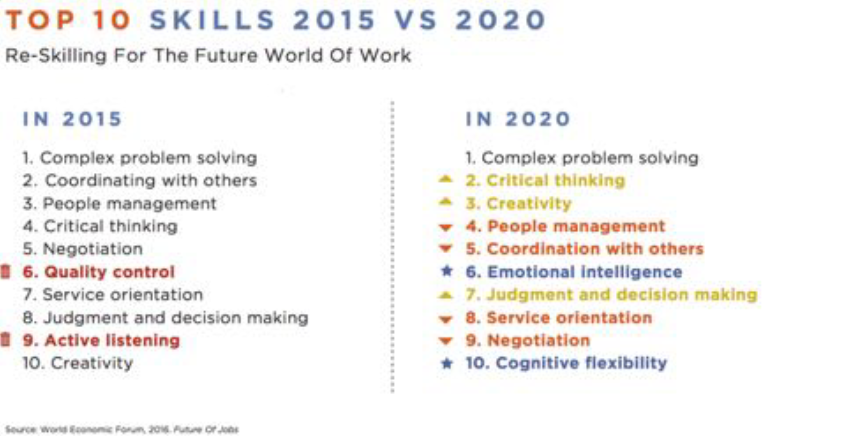 TOP 10 SKILLS 2015 VS 2020
Re-Skilling For The Future World Of Work
IN 2015
1. Complex problem solving
2. Coordinating with others
3. People management
4. Critical thinking
5. Negotiation
6. Quality control
7. Service orientation
8. Judgment and decision making
9. Active listening
10. Creativity
IN 2020
1. Complex problem solving
2. Critical thinking
3. Creativity
4. People management
5. Coordination with others
6. Emotional intelligence
7. Judgment and decision making
8. Service orientation
9. Negotiation
10. Cognitive flexibility
Source: World Economic Forum, 2016. Future Of Jobs